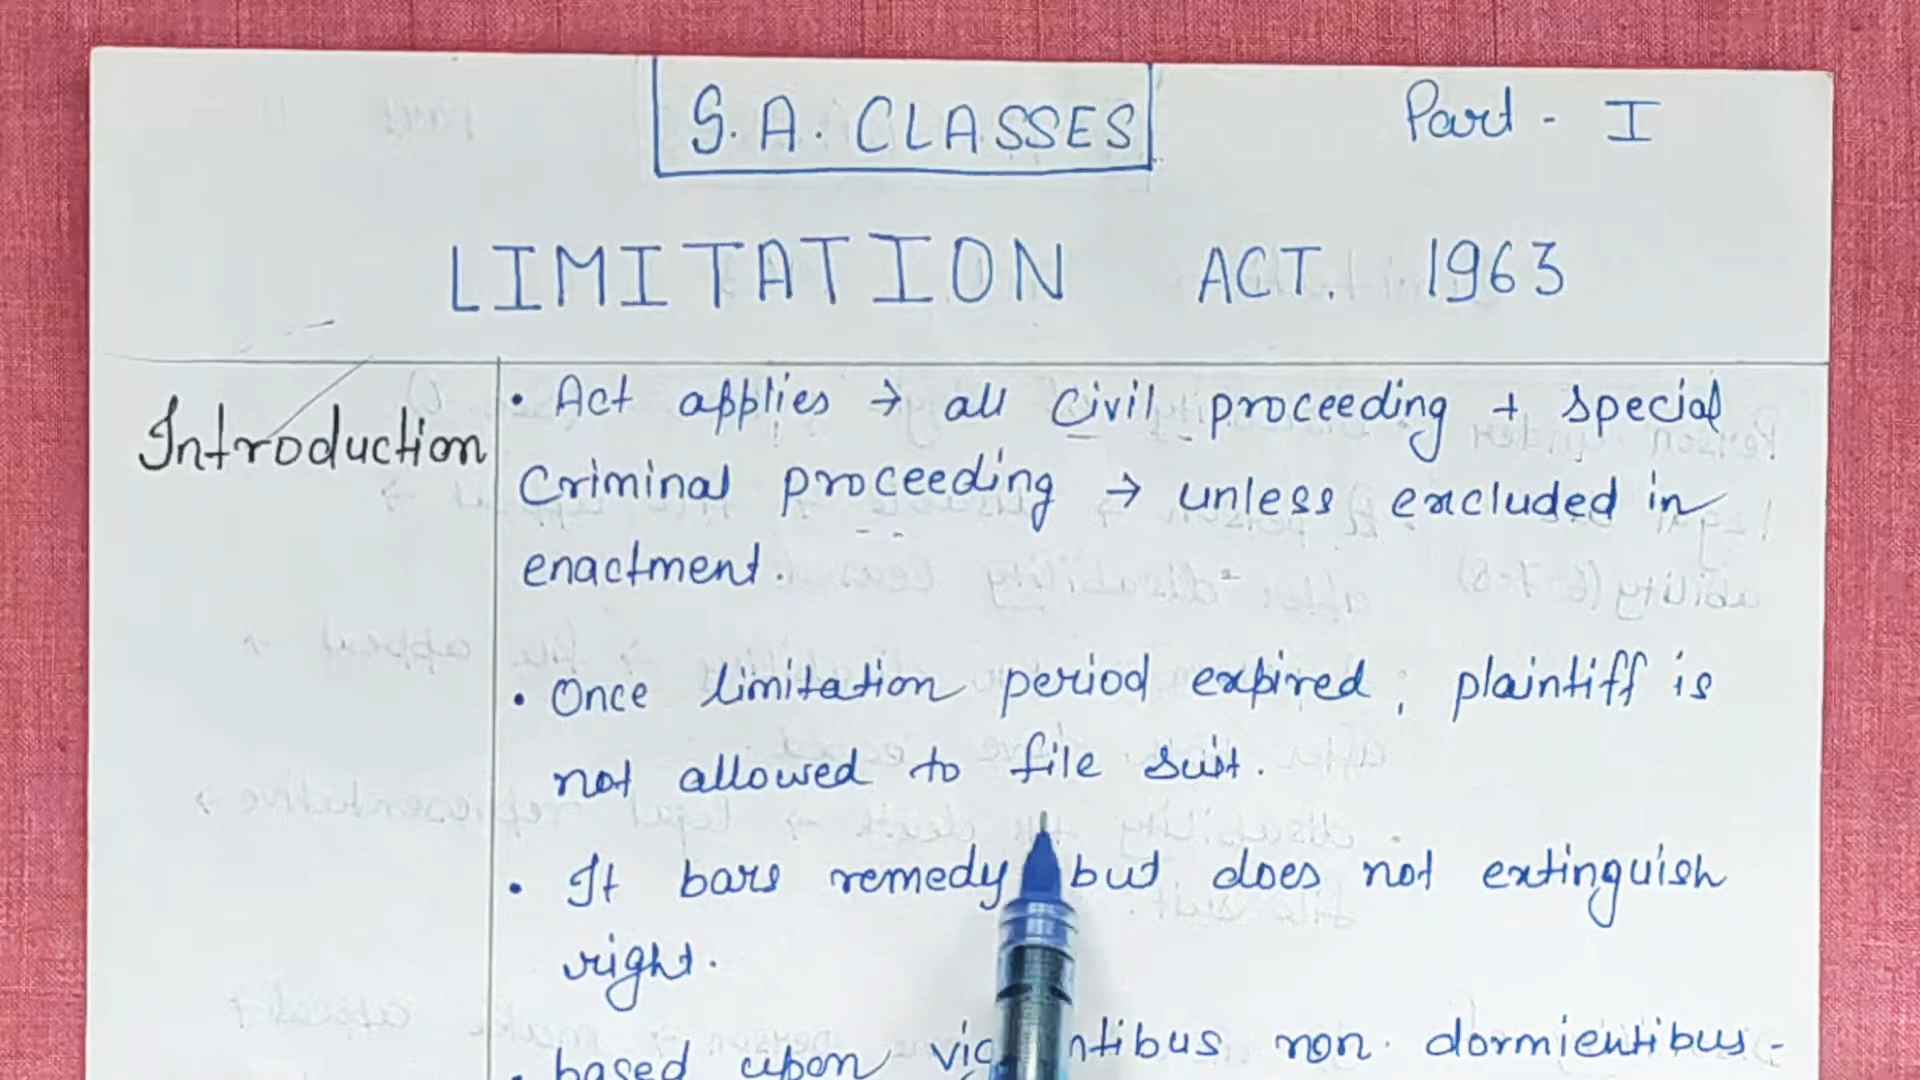 S. A. CLASSES
Part - I
LIMITATION ACT. 1963
Introduction
• Act applies → all civil proceeding + special
Criminal proceeding → unless excluded in
enactment.
• Once limitation period expired; plaintiff is
not allowed to file suit.
• It bars remedy but does not extinguish
right.
• based upon non dormientibus-